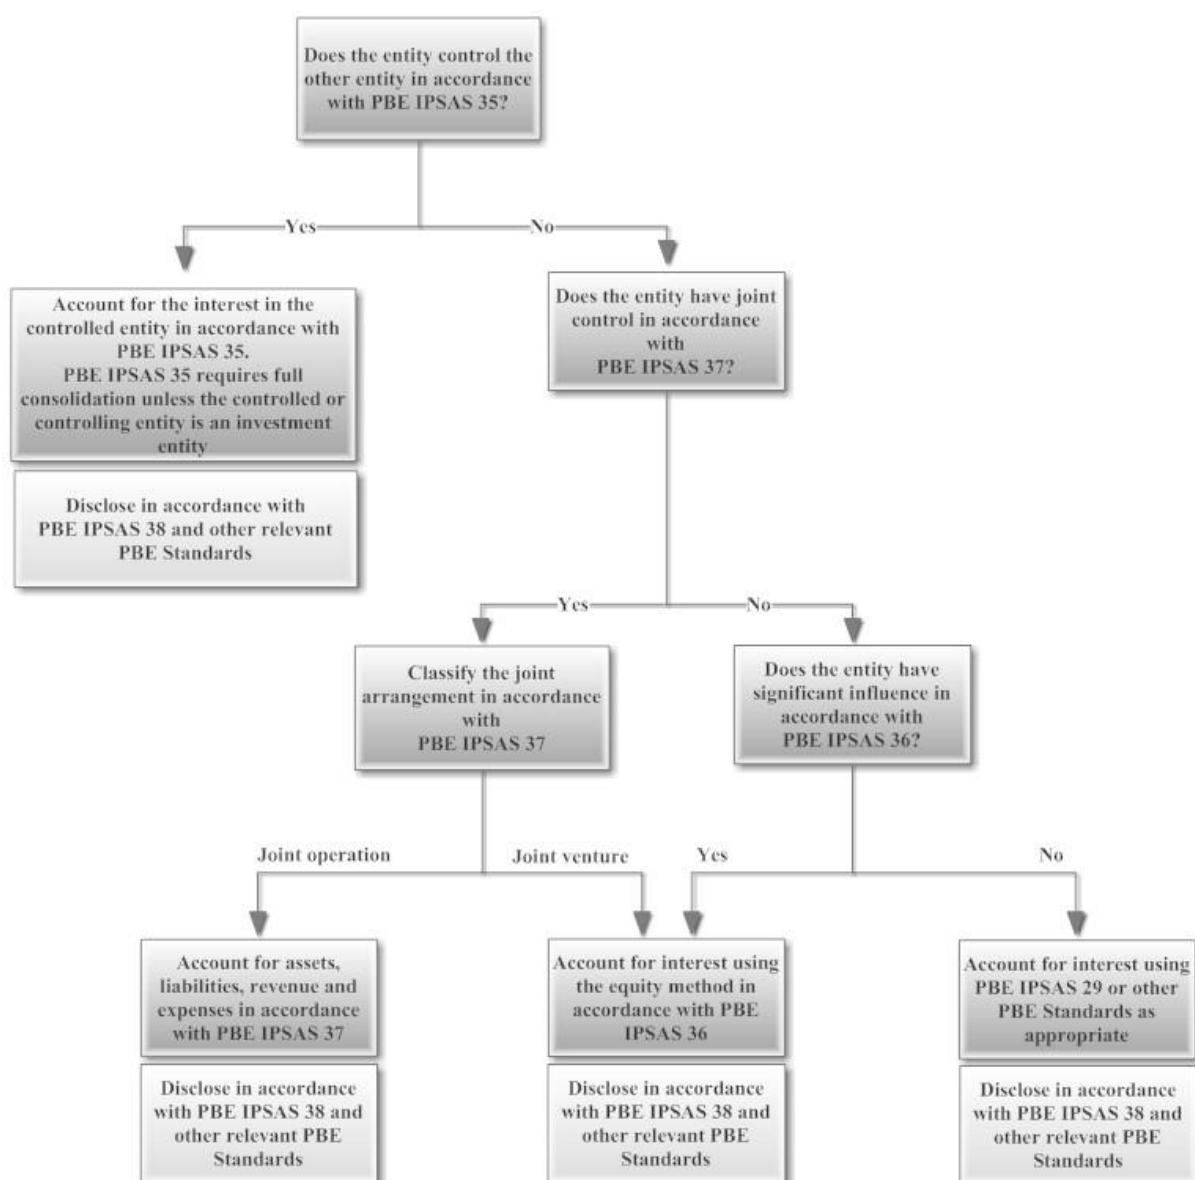 Does the entity control the
other entity in accordance
with PBE IPSAS 35?
Yes
No
Account for the interest in the
controlled entity in accordance with
PBE IPSAS 35.
PBE IPSAS 35 requires full
consolidation unless the controlled or
controlling entity is an investment
entity
Disclose in accordance with
PBE IPSAS 38 and other relevant
PBE Standards
Does the entity have joint
control in accordance
with
PBE IPSAS 37?
Yes
No
Classify the joint
arrangement in accordance
with
PBE IPSAS 37
Does the entity have
significant influence in
accordance with
PBE IPSAS 36?
Joint operation
Joint venture
Yes
No
Account for assets,
liabilities, revenue and
expenses in accordance
with PBE IPSAS 37
Disclose in accordance
with PBE IPSAS 38 and
other relevant PBE
Standards
Account for interest using
the equity method in
accordance with PBE
IPSAS 36
Disclose in accordance
with PBE IPSAS 38 and
other relevant PBE
Standards
Account for interest using
PBE IPSAS 29 or other
PBE Standards as
appropriate
Disclose in accordance
with PBE IPSAS 38 and
other relevant PBE
Standards